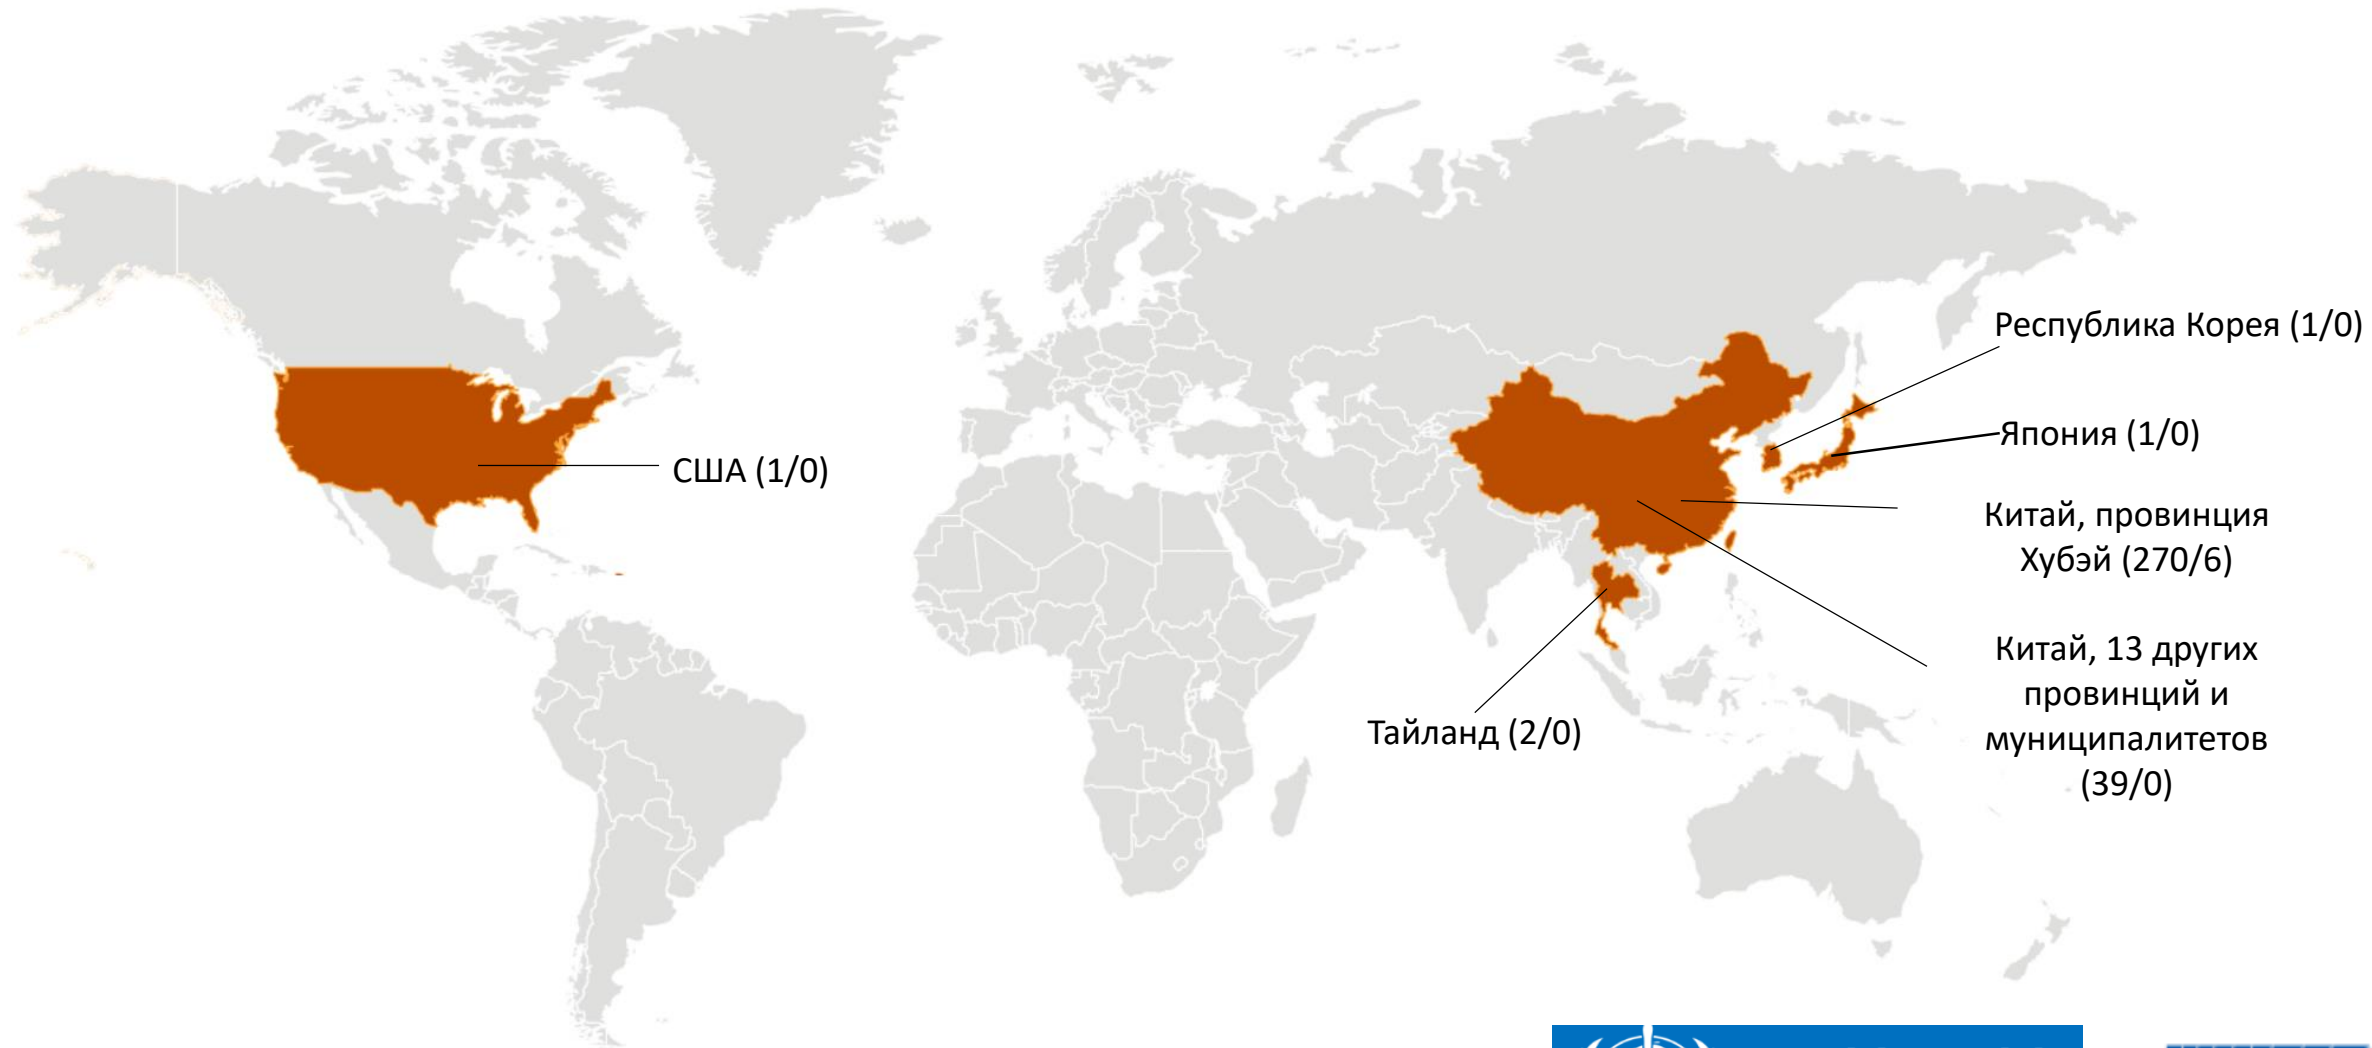 Республика Корея (1/0)
Япония (1/0)
США (1/0)
Китай, провинция
Хубэй (270/6)
Китай, 13 других
провинций и
муниципалитетов
(39/0)
Тайланд (2/0)